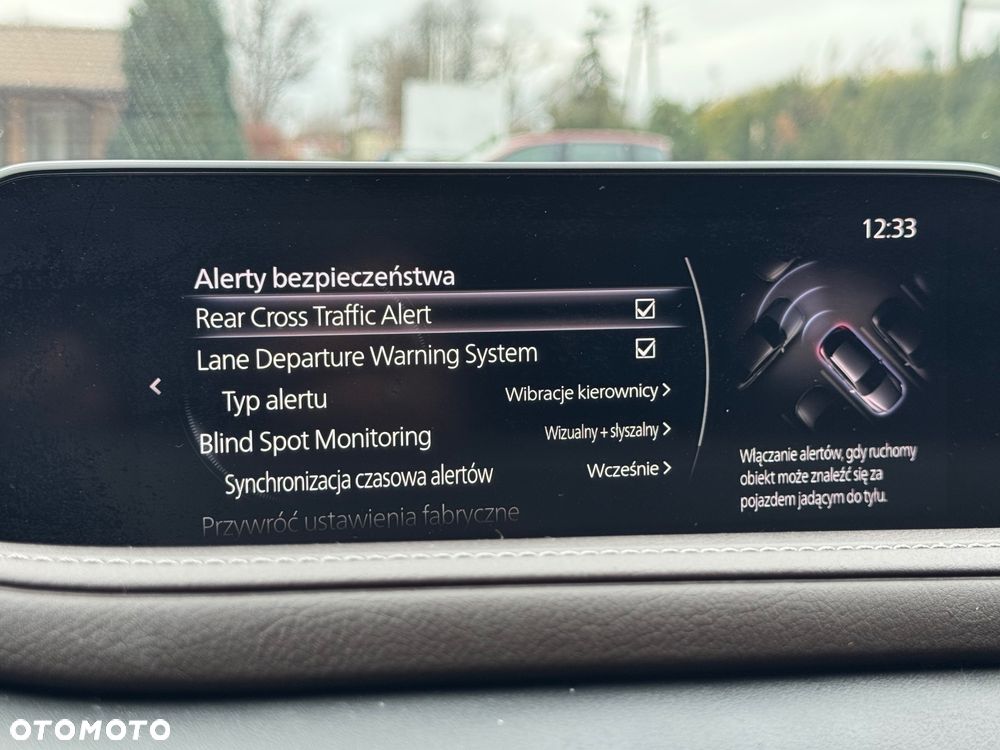 12:33
Alerty bezpieczeństwa
Rear Cross Traffic Alert
Lane Departure Warning System
Typ alertu Wibracje kierownicy
Blind Spot Monitoring Wizualny + słyszalny
Synchronizacja czasowa alertów Wcześnie
Przywróć ustawienia fabryczne
Włączanie alertów, gdy ruchomy
obiekt może znaleźć się za
pojazdem jadącym do tyłu.
OTOMOTO